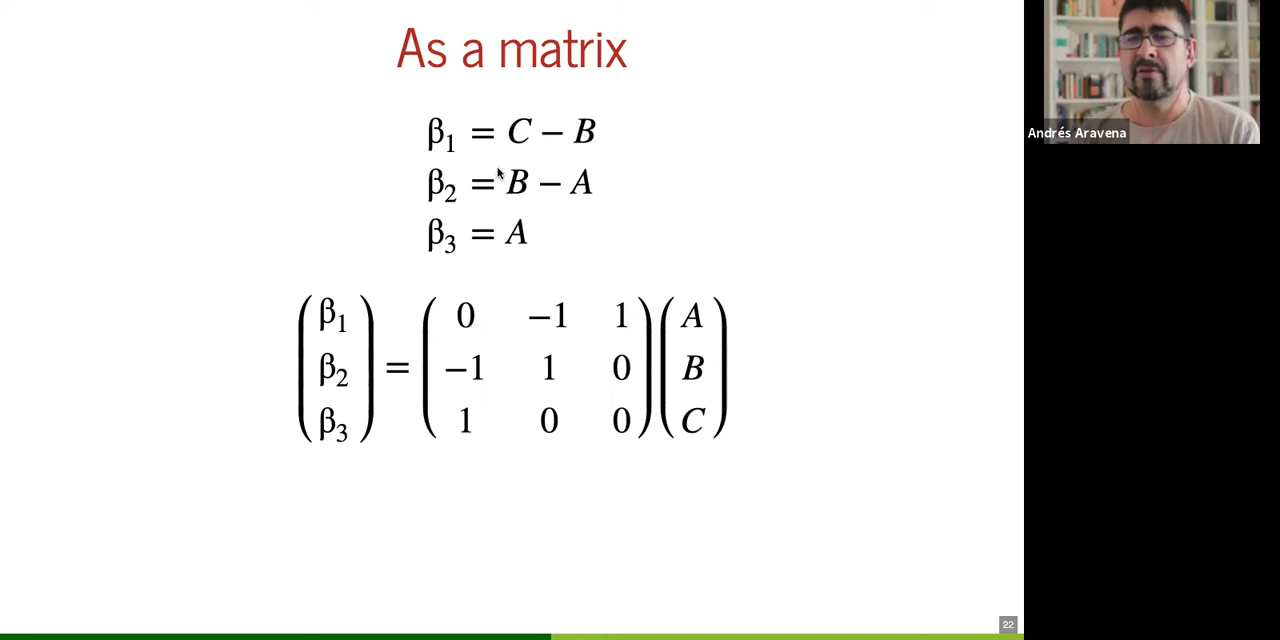 As a matrix
β₁ = C − B
β₂ = B − A
β₃ = A
(β₁ β₂ β₃) = (0 −1 1; −1 1 0; 1 0 0) (A B C)
Andrés Aravena
22